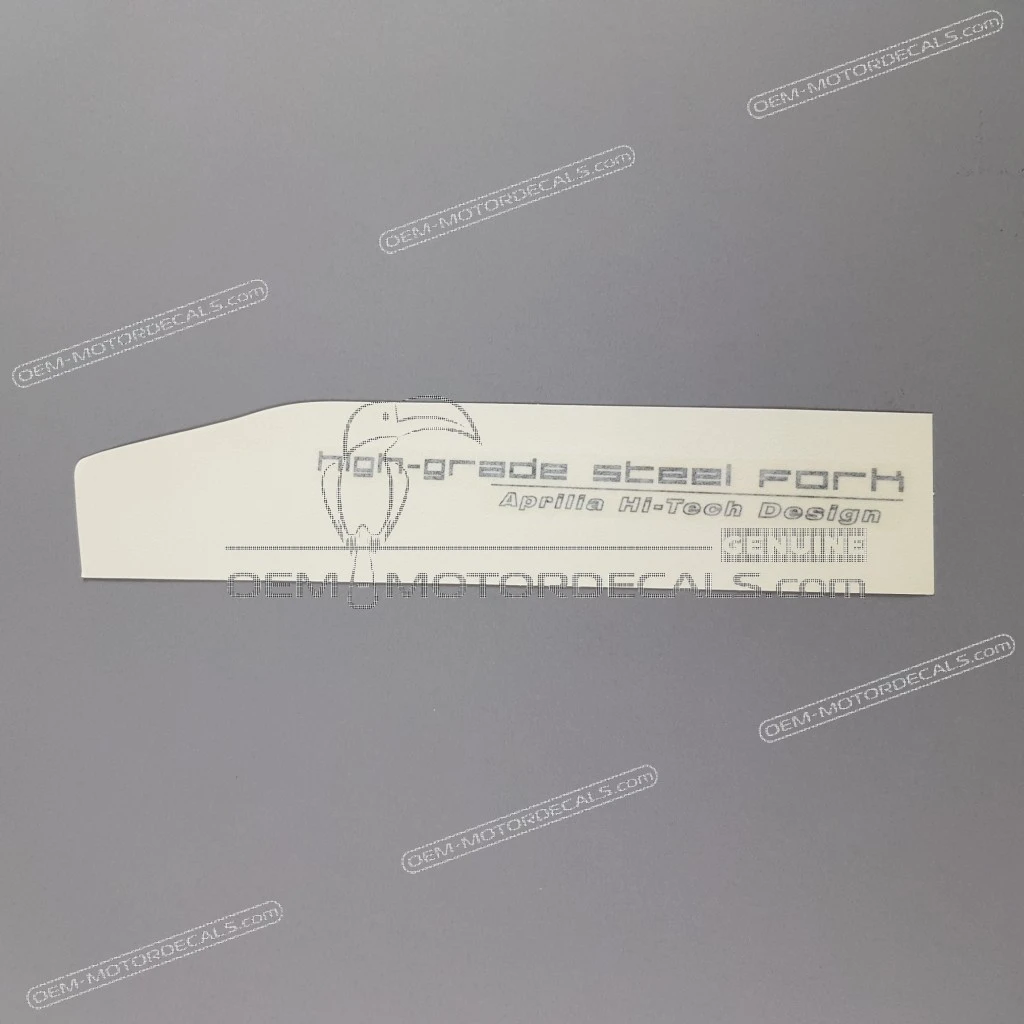 OEM-MOTORDECALS.com
OEM-MOTORDECALS.com
OEM-MOTORDECALS.com
high-grade steel fork
Aprilia Hi-Tech Design
GENUINE
OEM MOTORDECALS.com
OEM-MOTORDECALS.com
OEM-MOTORDECALS.com
OEM-MOTORDECALS.com